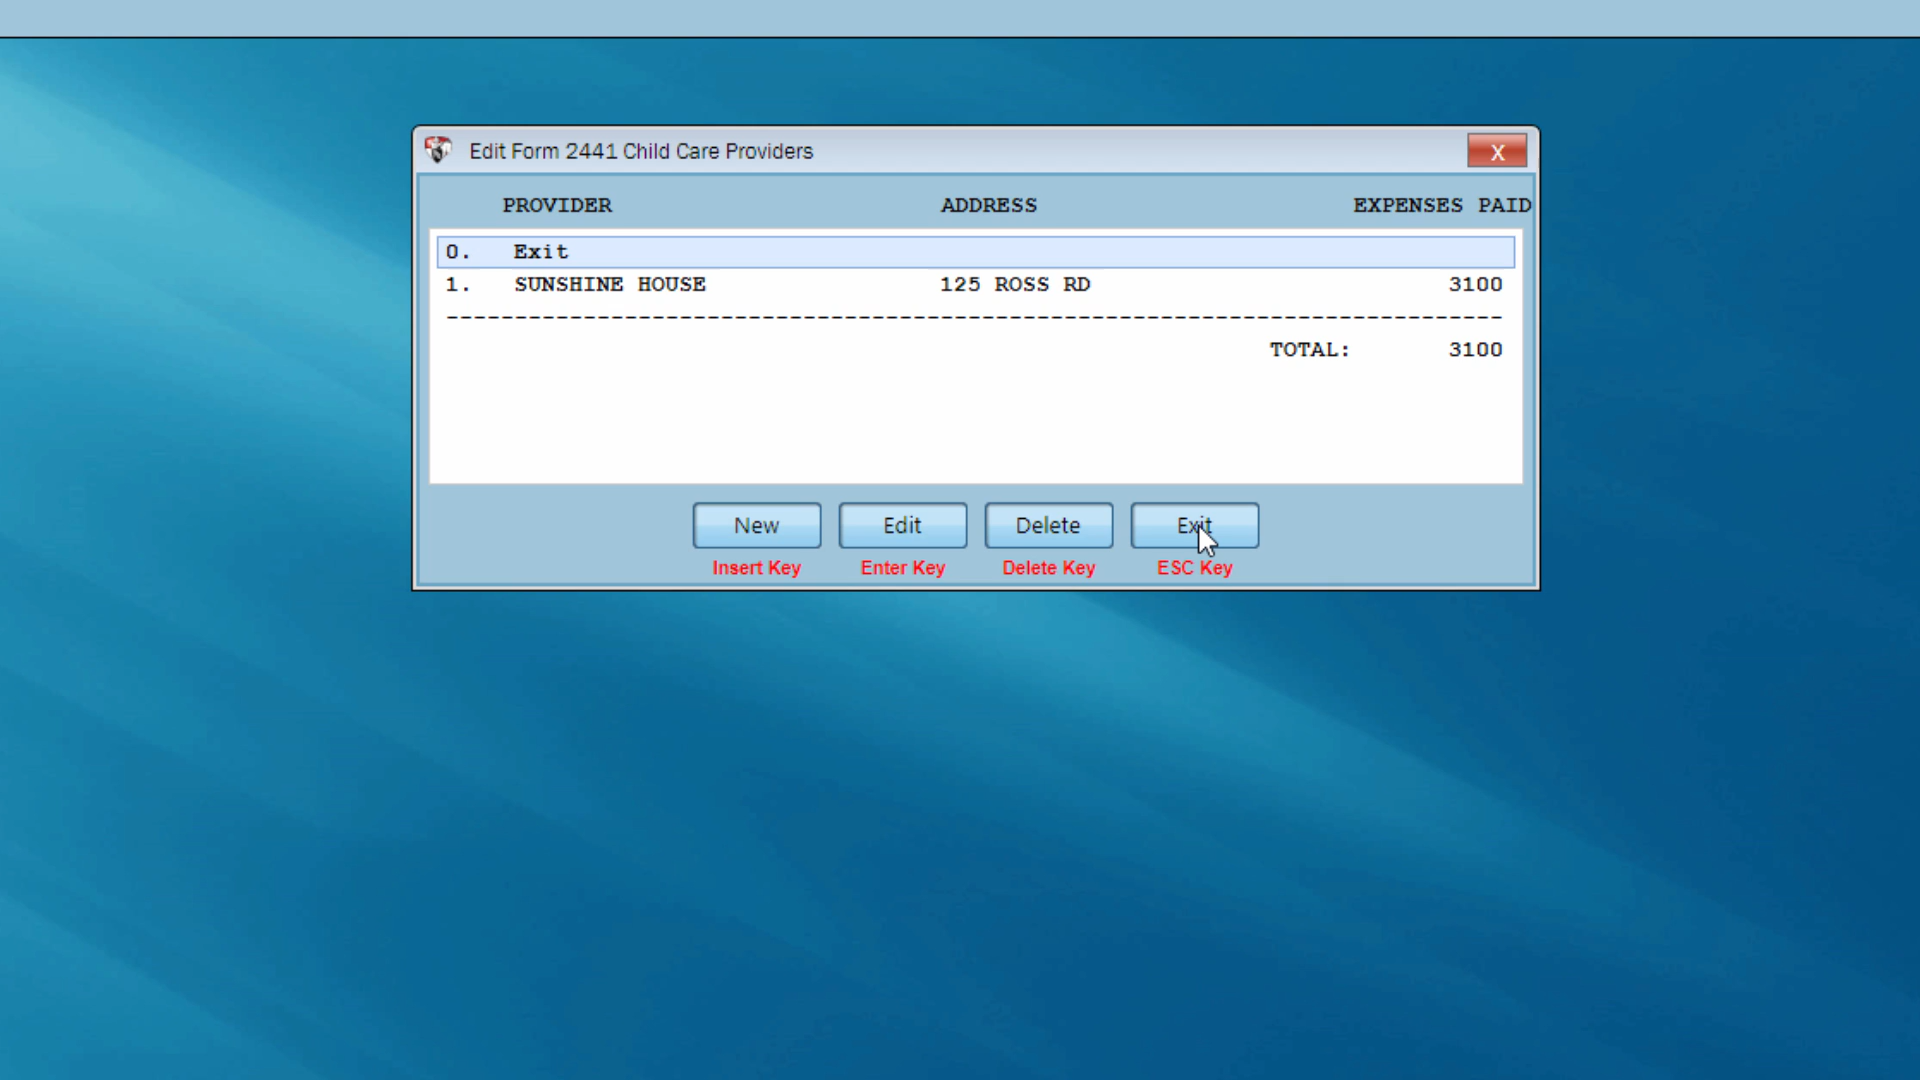 Edit Form 2441 Child Care Providers
X
PROVIDER ADDRESS EXPENSES PAID
0. Exit
1. SUNSHINE HOUSE 125 ROSS RD 3100
TOTAL: 3100
New Edit Delete Exit
Insert Key Enter Key Delete Key ESC Key